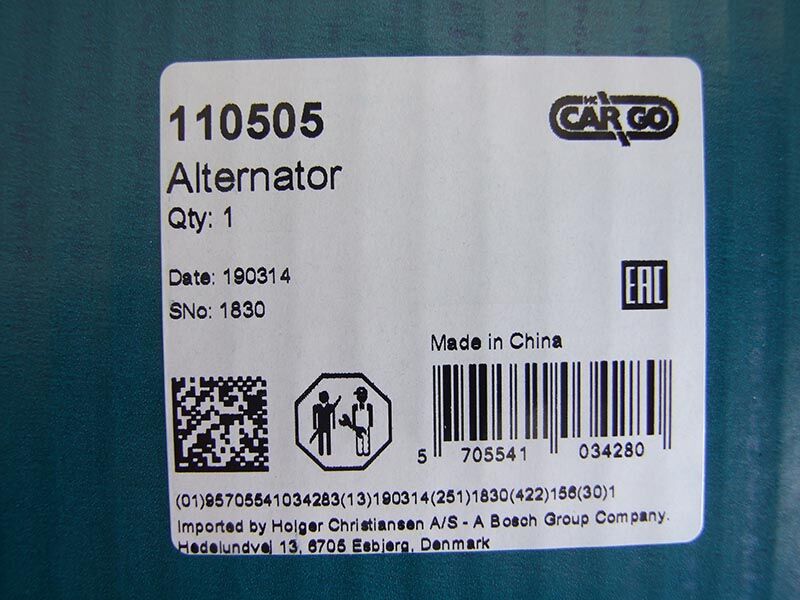 110505
HC
CARGO
Alternator
Qty: 1
Date: 190314
SNo: 1830
EAC
Made in China
5 705541 034280
(01)95705541034283(13)190314(251)1830(422)156(30)1
Imported by Holger Christiansen A/S - A Bosch Group Company.
Hedelundvej 13, 6705 Esbjerg, Denmark